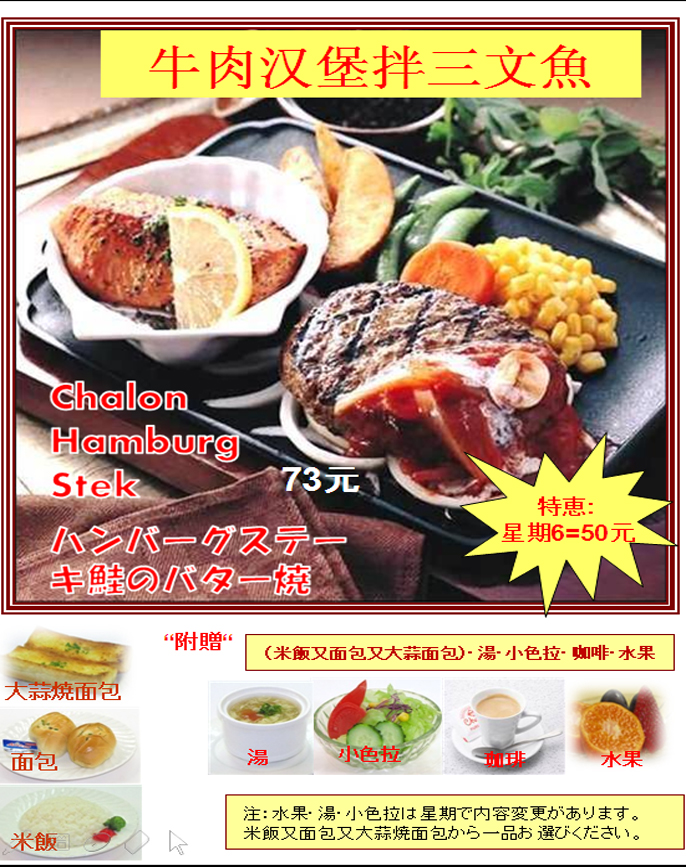 牛肉汉堡拌三文魚
Chalon
Hamburg
Stek
73元
ハンバーグステー
キ鮭のバター焼
特恵:
星期6=50元
“附贈“
(米飯又面包又大蒜面包)・湯・小色拉・咖啡・水果
大蒜燒面包
面包
米飯
湯
小色拉
咖啡
水果
注: 水果・湯・小色拉は星期で内容変更があります。
米飯又面包又大蒜燒面包から一品お選びください。